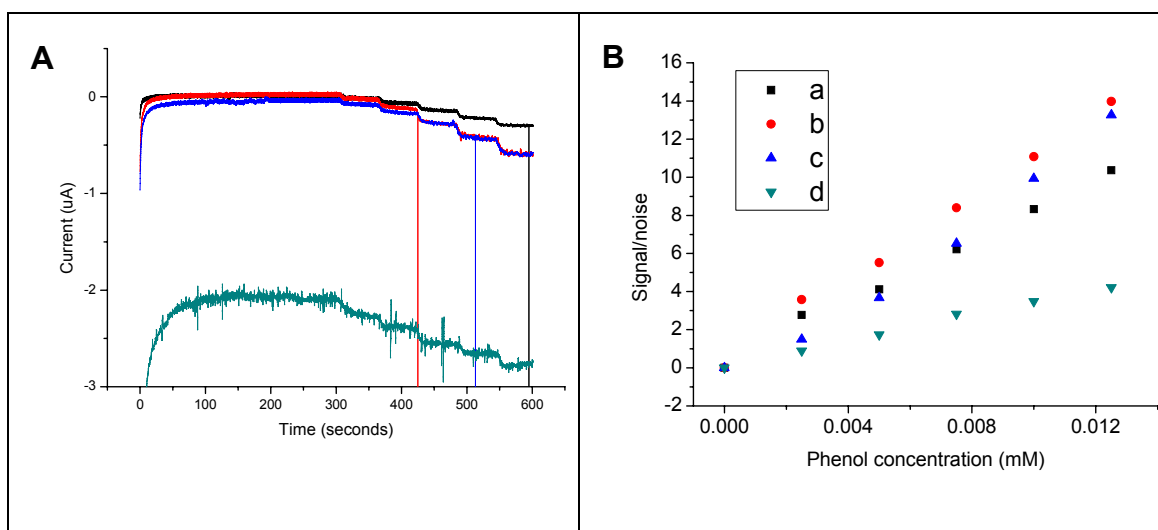 A
0
-1
-2
-3
Current (uA)
0
100
200
300
400
500
600
Time (seconds)
B
16
14
12
10
8
6
4
2
0
-2
Signal/noise
a
b
c
d
0.000
0.004
0.008
0.012
Phenol concentration (mM)